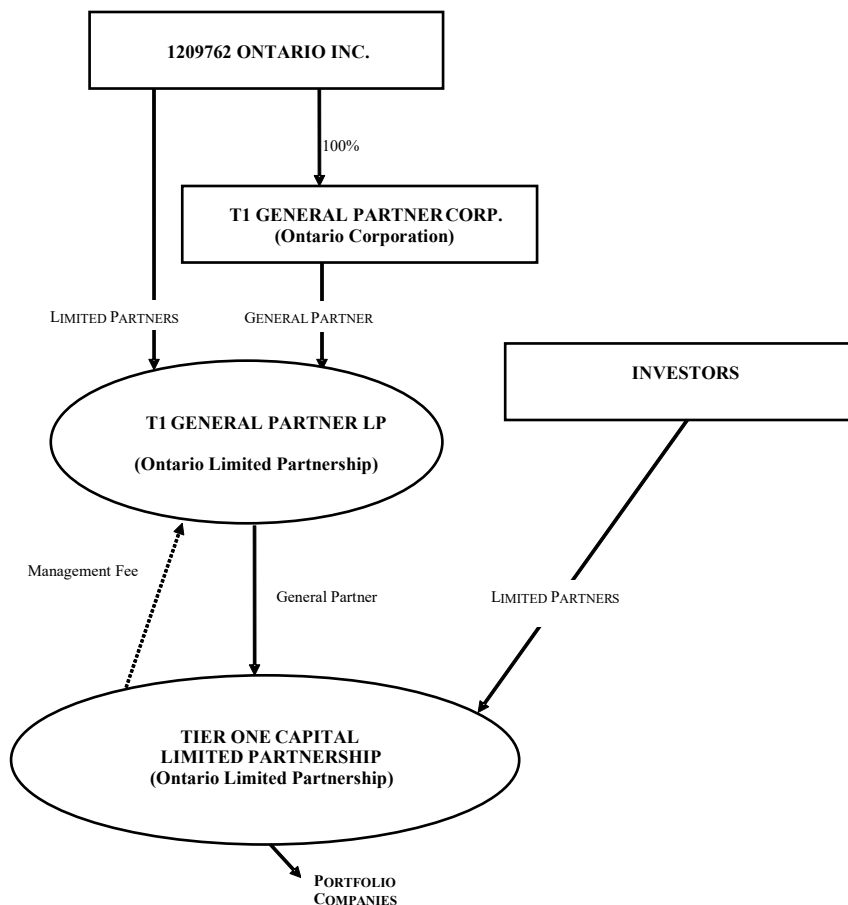 1209762 ONTARIO INC.
100%
T1 GENERAL PARTNER CORP.
(Ontario Corporation)
LIMITED PARTNERS
GENERAL PARTNER
INVESTORS
T1 GENERAL PARTNER LP
(Ontario Limited Partnership)
Management Fee
General Partner
LIMITED PARTNERS
TIER ONE CAPITAL
LIMITED PARTNERSHIP
(Ontario Limited Partnership)
PORTFOLIO
COMPANIES